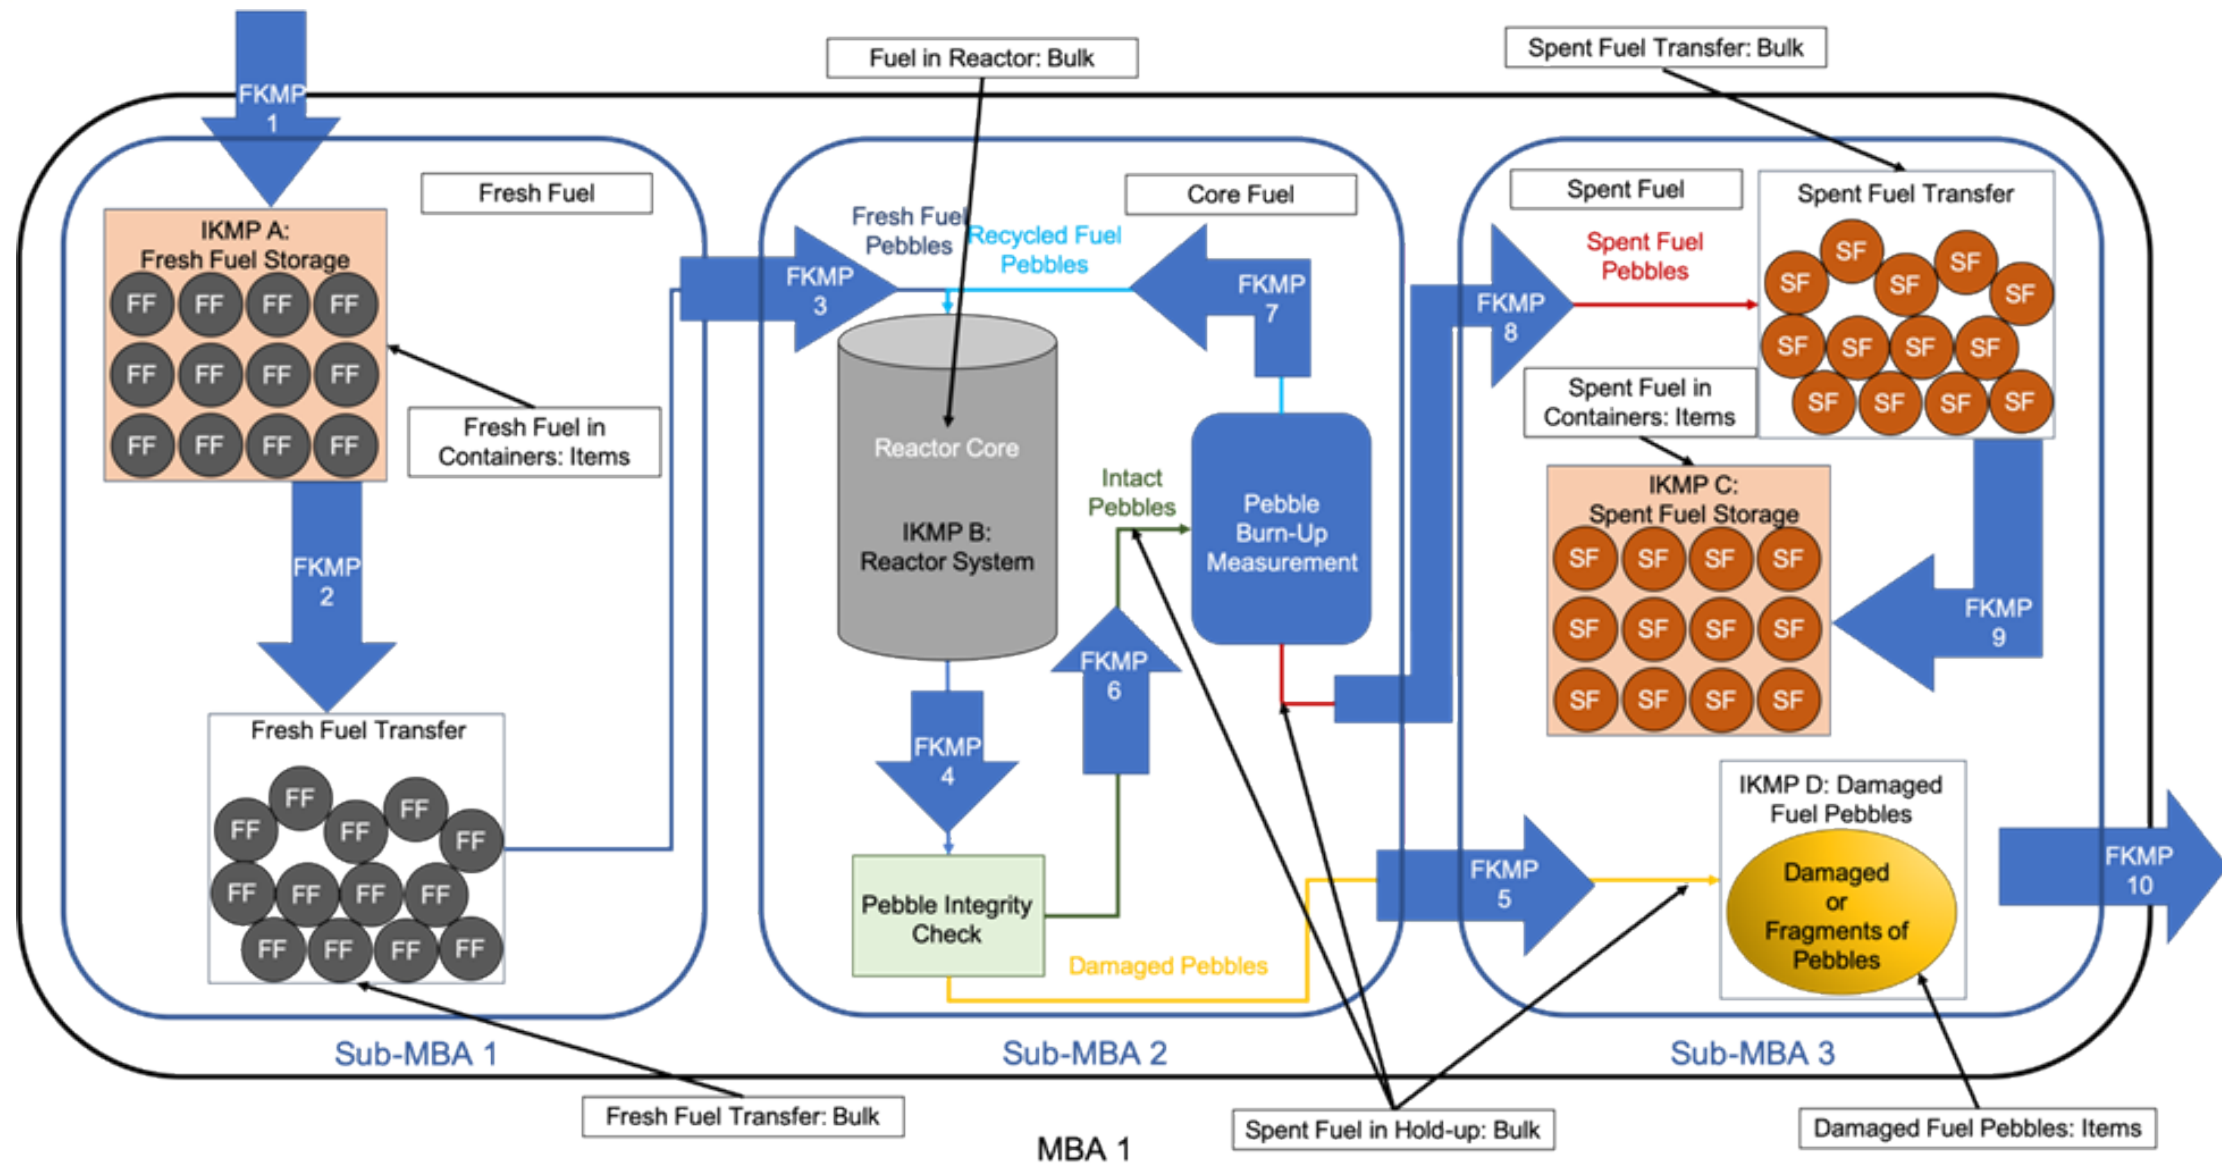 FKMP
1
Fuel in Reactor: Bulk
Spent Fuel Transfer: Bulk
Fresh Fuel
IKMP A:
Fresh Fuel Storage
FF FF FF FF
FF FF FF FF
FF FF FF FF
Fresh Fuel in
Containers: Items
FKMP
2
Fresh Fuel Transfer
FF FF
FF FF FF
FF FF FF FF
FF FF FF FF
Sub-MBA 1
Fresh Fuel Transfer: Bulk
FKMP
3
Fresh Fuel
Pebbles
Recycled Fuel
Pebbles
Core Fuel
FKMP
7
Reactor Core
IKMP B:
Reactor System
Intact
Pebbles
Pebble
Burn-Up
Measurement
FKMP
4
FKMP
6
Pebble Integrity
Check
Damaged Pebbles
Sub-MBA 2
Spent Fuel in Hold-up: Bulk
Spent Fuel
FKMP
8
Spent Fuel
Pebbles
Spent Fuel Transfer
SF SF
SF SF SF
SF SF SF SF
SF SF SF SF
Spent Fuel in
Containers: Items
IKMP C:
Spent Fuel Storage
SF SF SF SF
SF SF SF SF
SF SF SF SF
FKMP
9
FKMP
5
IKMP D: Damaged
Fuel Pebbles
Damaged
or
Fragments of
Pebbles
FKMP
10
Sub-MBA 3
Damaged Fuel Pebbles: Items
MBA 1